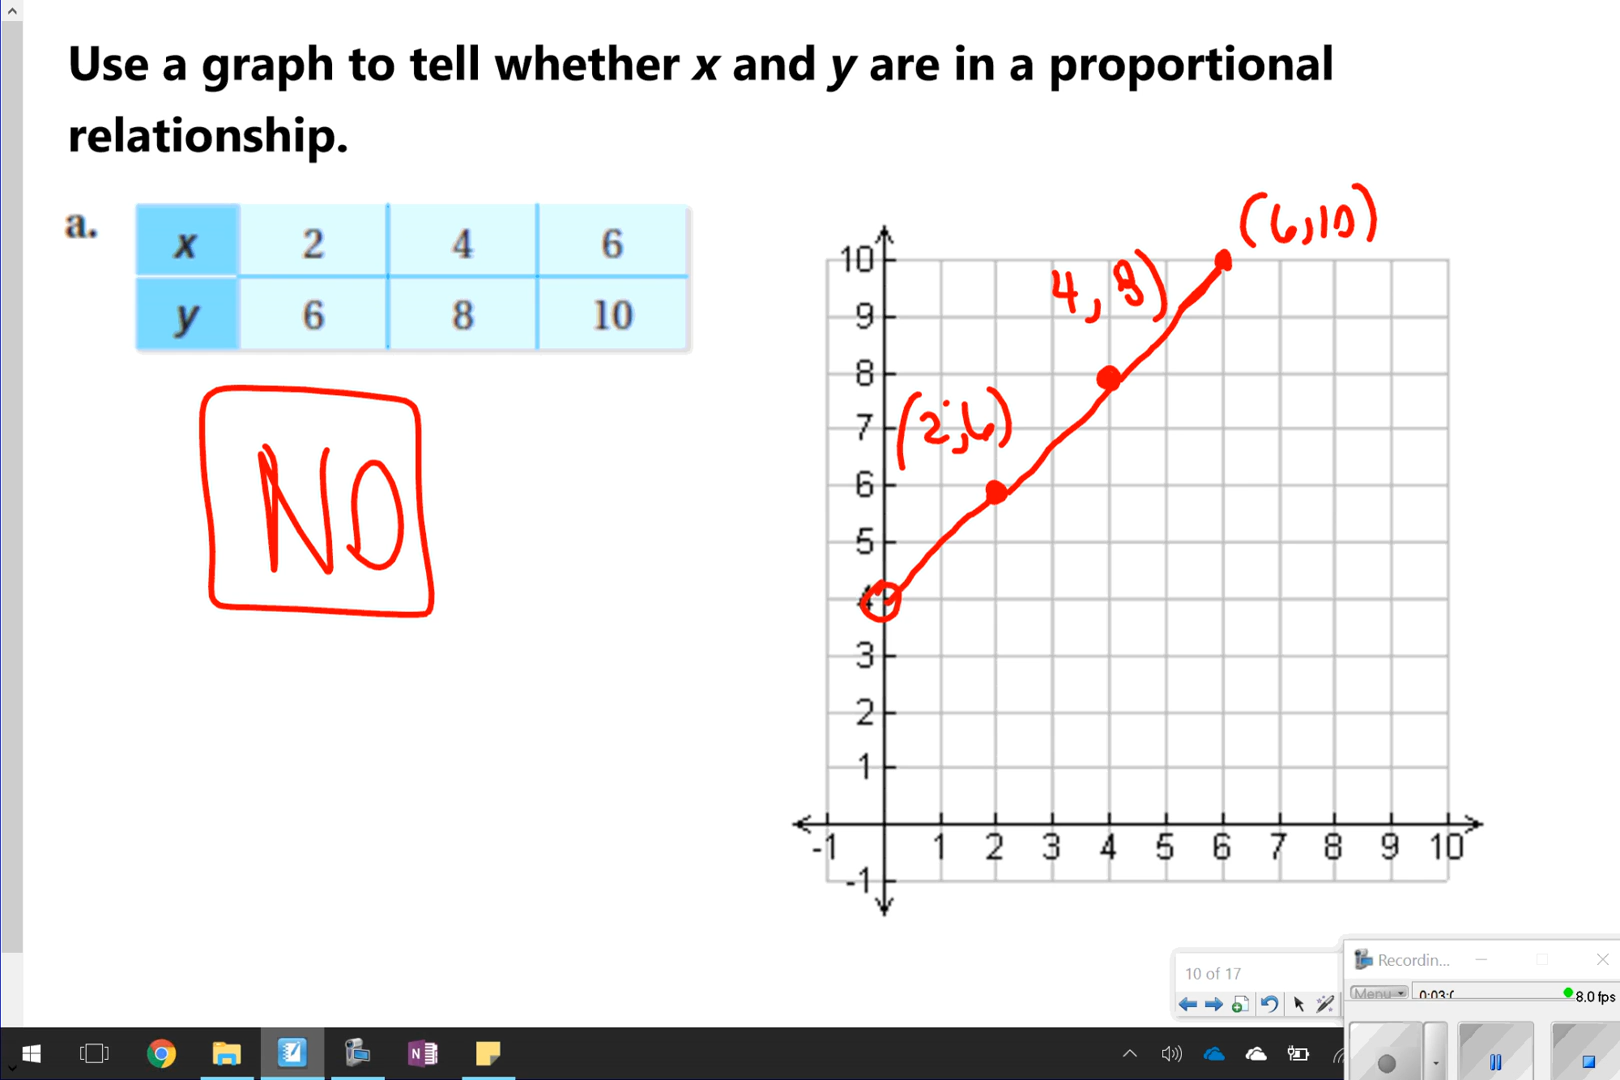 Use a graph to tell whether x and y are in a proportional
relationship.
a.
x 2 4 6
y 6 8 10
NO
(6,10)
4,8)
(2,6)
10
9
8
7
6
5
4
3
2
1
-1 1 2 3 4 5 6 7 8 9 10
-1
10 of 17
Recordin...
Menu
8.0 fps